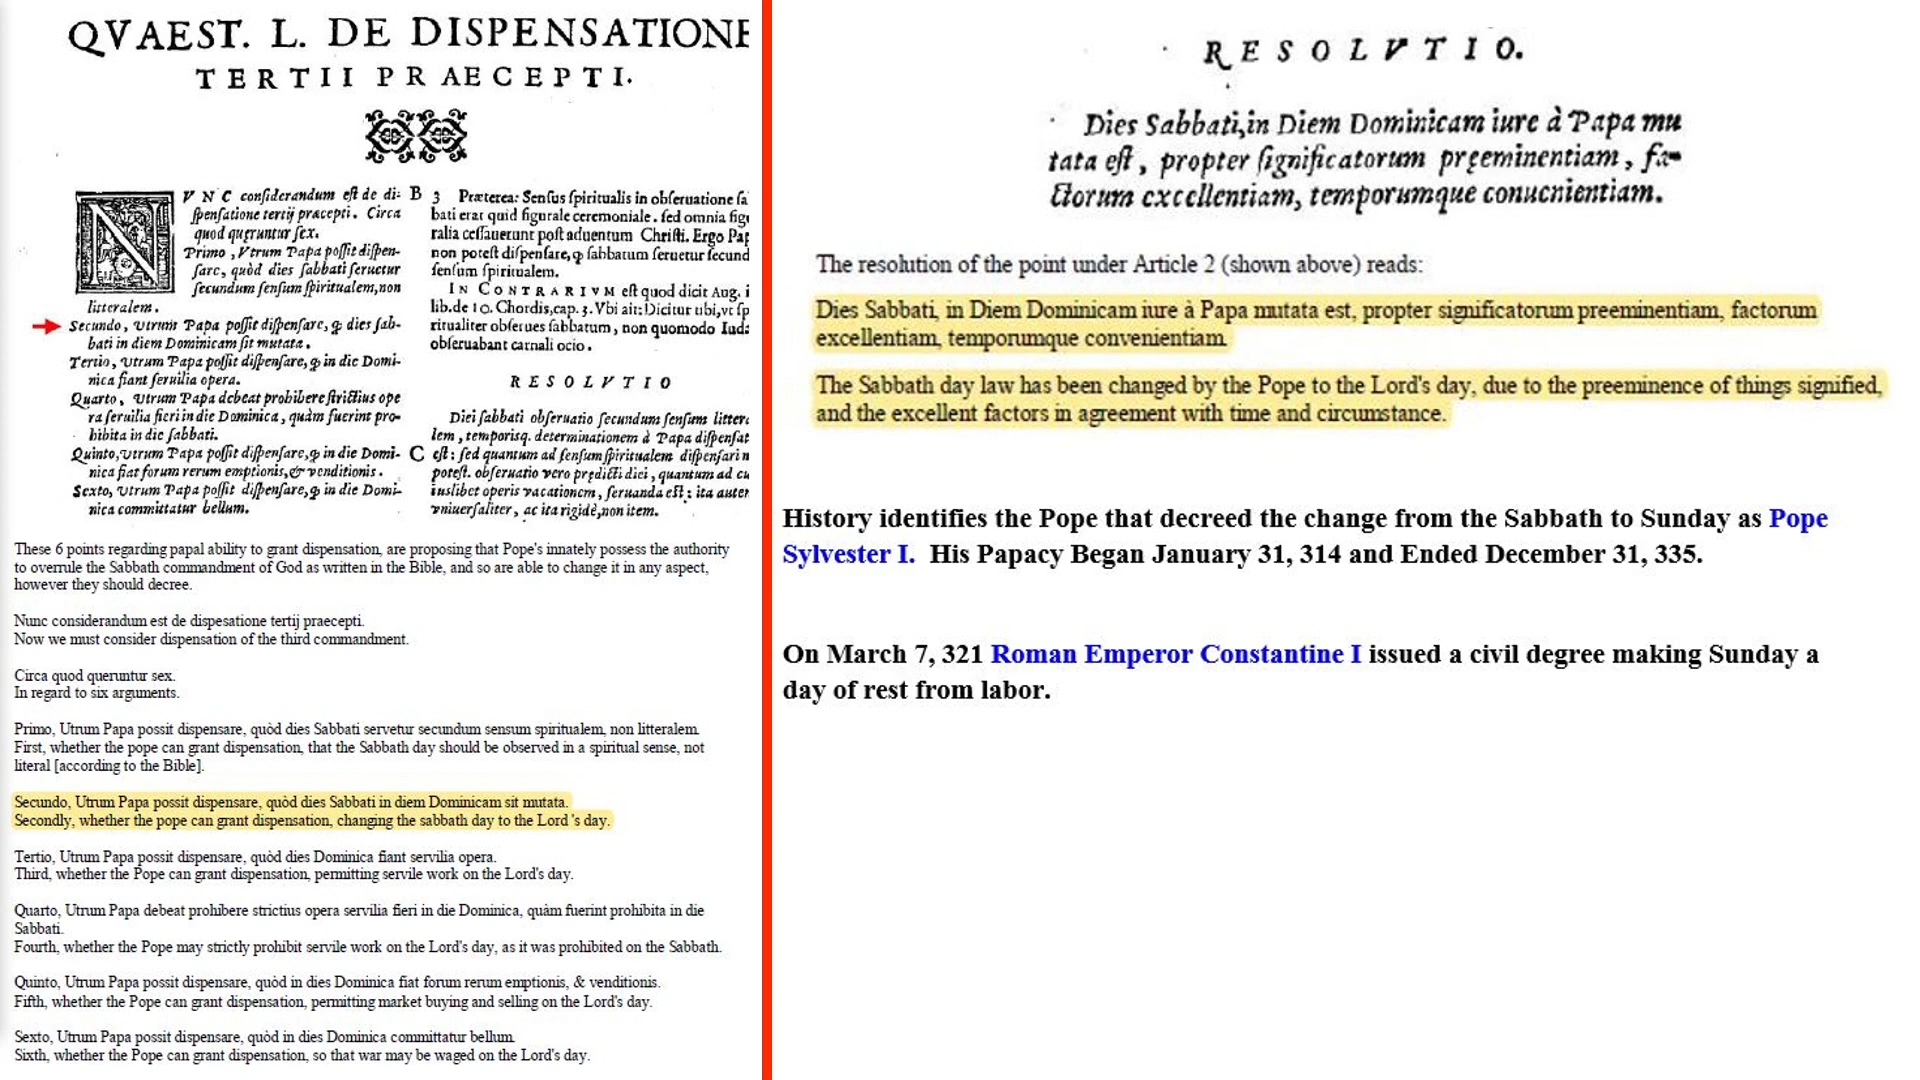 QVAEST. L. DE DISPENSATIONE
TERTII PRAECEPTI.
NVNC conſiderandum eſt de di-
ſpenſatione tertij præcepti. Circa
quod quęruntur ſex.
Primo, Vtrum Papa poſſit diſpen-
ſare, quòd dies ſabbati ſeruetur
ſecundum ſenſum ſpiritualem, non
litteralem.
Secundo, vtrum Papa poſſit diſpenſare, ꝙ dies ſab-
bati in diem Dominicam ſit mutata.
Tertio, vtrum Papa poſſit diſpenſare, ꝙ in die Domi-
nica fiant ſeruilia opera.
Quarto, vtrum Papa debeat prohibere ſtrictius ope
ra ſeruilia fieri in die Dominica, quàm fuerint pro-
hibita in die ſabbati.
Quinto, vtrum Papa poſſit diſpenſare, ꝙ in die Domi-
nica fiat forum rerum emptionis, & venditionis.
Sexto, vtrum Papa poſſit diſpenſare, ꝙ in die Domi-
nica committatur bellum.
B 3 Præterea: Senſus ſpiritualis in obſeruatione ſa
bati erat quid figurale ceremoniale. ſed omnia figu
ralia ceſſauerunt poſt aduentum Chriſti. Ergo Pap
non poteſt diſpenſare, ꝙ ſabbatum ſeruetur ſecund
ſenſum ſpiritualem.
IN CONTRARIVM eſt quod dicit Aug. i
lib. de 10. Chordis, cap. 3. Vbi ait: Dicitur tibi, vt ſp
ritualiter obſerues ſabbatum, non quomodo Iudæ
obſeruabant carnali ocio.
RESOLVTIO
Diei ſabbati obſeruatio ſecundum ſenſum littera
lem, temporisq. determinationem à Papa diſpenſat
C eſt: ſed quantum ad ſenſum ſpiritualem diſpenſari n
poteſt. obſeruatio vero prędicti diei, quantum ad cu
iuslibet operis vacationem, ſeruanda eſt: ita autem
vniuerſaliter, ac ita rigidè, non item.
These 6 points regarding papal ability to grant dispensation, are proposing that Pope's innately possess the authority
to overrule the Sabbath commandment of God as written in the Bible, and so are able to change it in any aspect,
however they should decree.
Nunc considerandum est de dispesatione tertij praecepti.
Now we must consider dispensation of the third commandment.
Circa quod queruntur sex.
In regard to six arguments.
Primo, Utrum Papa possit dispensare, quòd dies Sabbati servetur secundum sensum spiritualem, non litteralem.
First, whether the pope can grant dispensation, that the Sabbath day should be observed in a spiritual sense, not
literal [according to the Bible].
Secundo, Utrum Papa possit dispensare, quòd dies Sabbati in diem Dominicam sit mutata.
Secondly, whether the pope can grant dispensation, changing the sabbath day to the Lord 's day.
Tertio, Utrum Papa possit dispensare, quòd dies Dominica fiant servilia opera.
Third, whether the Pope can grant dispensation, permitting servile work on the Lord's day.
Quarto, Utrum Papa debeat prohibere strictius opera servilia fieri in die Dominica, quàm fuerint prohibita in die
Sabbati.
Fourth, whether the Pope may strictly prohibit servile work on the Lord's day, as it was prohibited on the Sabbath.
Quinto, Utrum Papa possit dispensare, quòd in dies Dominica fiat forum rerum emptionis, & venditionis.
Fifth, whether the Pope can grant dispensation, permitting market buying and selling on the Lord's day.
Sexto, Utrum Papa possit dispensare, quòd in dies Dominica committatur bellum.
Sixth, whether the Pope can grant dispensation, so that war may be waged on the Lord's day.
RESOLVTIO.
Dies Sabbati, in Diem Dominicam iure à Papa mu
tata eſt, propter ſignificatorum pręeminentiam, fa-
ctorum excellentiam, temporumque conuenientiam.
The resolution of the point under Article 2 (shown above) reads:
Dies Sabbati, in Diem Dominicam iure à Papa mutata est, propter significatorum preeminentiam, factorum
excellentiam, temporumque convenientiam.
The Sabbath day law has been changed by the Pope to the Lord's day, due to the preeminence of things signified,
and the excellent factors in agreement with time and circumstance.
History identifies the Pope that decreed the change from the Sabbath to Sunday as Pope
Sylvester I. His Papacy Began January 31, 314 and Ended December 31, 335.
On March 7, 321 Roman Emperor Constantine I issued a civil degree making Sunday a
day of rest from labor.